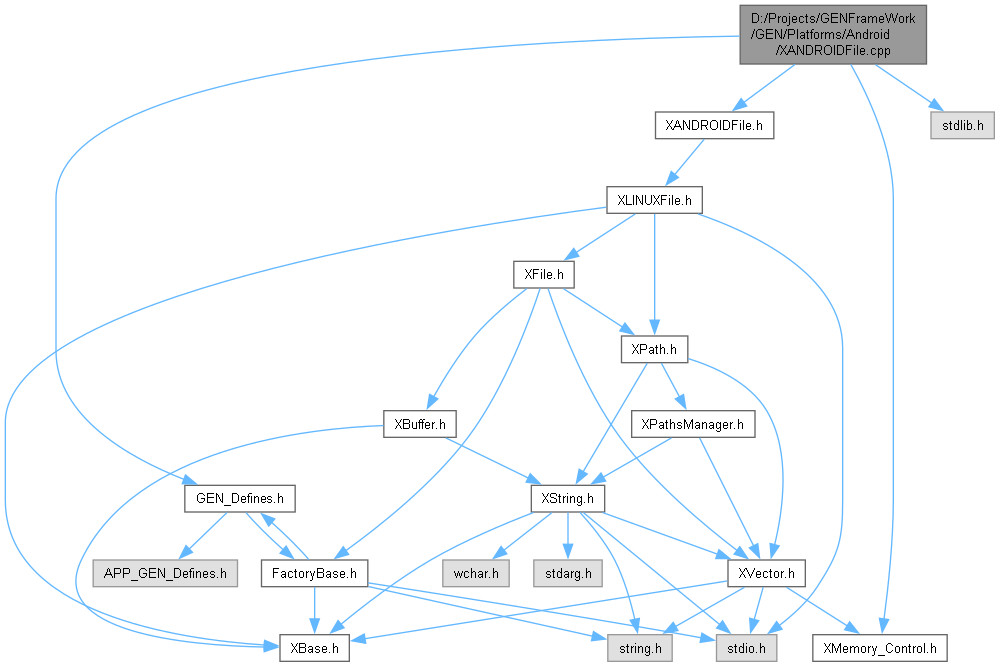 D:/Projects/GENFrameWork
/GEN/Platforms/Android
/XANDROIDFile.cpp
XANDROIDFile.h
stdlib.h
XLINUXFile.h
XFile.h
XPath.h
XBuffer.h
XPathsManager.h
GEN_Defines.h
XString.h
APP_GEN_Defines.h
FactoryBase.h
wchar.h
stdarg.h
XVector.h
XBase.h
string.h
stdio.h
XMemory_Control.h